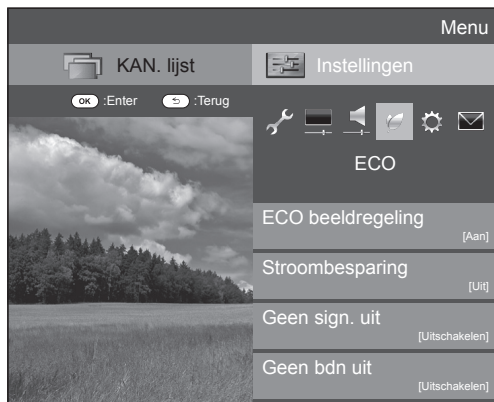 Menu
KAN. lijst
Instellingen
OK :Enter :Terug
ECO
ECO beeldregeling
[Aan]
Stroombesparing
[Uit]
Geen sign. uit
[Uitschakelen]
Geen bdn uit
[Uitschakelen]